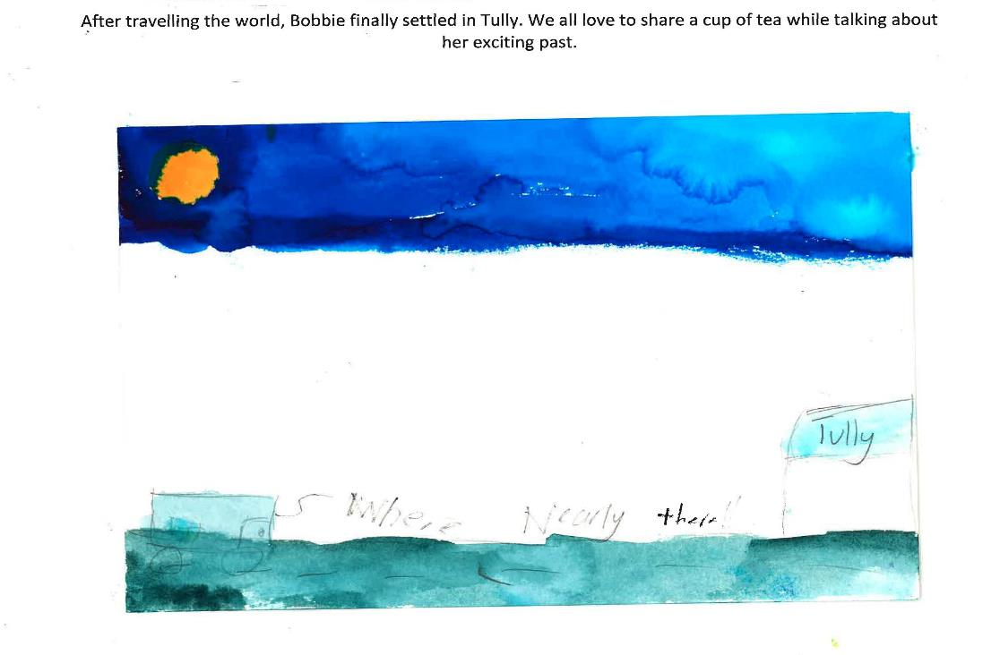 After travelling the world, Bobbie finally settled in Tully. We all love to share a cup of tea while talking about
her exciting past.
Tully
Where Nearly there!